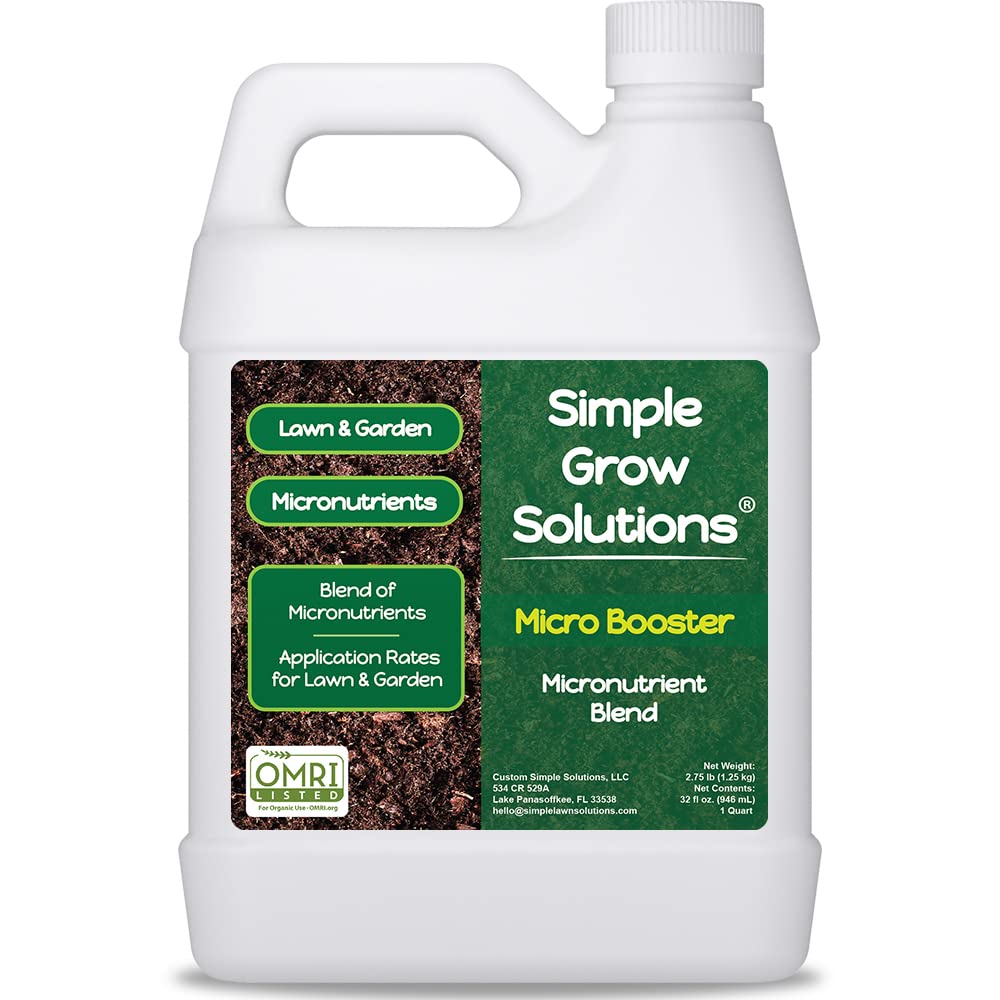 Lawn & Garden
Micronutrients
Blend of
Micronutrients
Application Rates
for Lawn & Garden
OMRI
LISTED
For Organic Use - OMRI.org
Simple
Grow
Solutions®
Micro Booster
Micronutrient
Blend
Custom Simple Solutions, LLC
534 CR 529A
Lake Panasoffkee, FL 33538
hello@simplelawnsolutions.com
Net Weight:
2.75 lb (1.25 kg)
Net Contents:
32 fl oz. (946 mL)
1 Quart